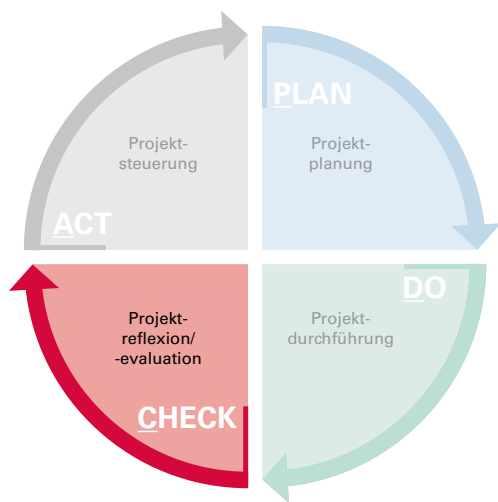 PLAN
Projekt-
planung
DO
Projekt-
durchführung
CHECK
Projekt-
reflexion/
-evaluation
ACT
Projekt-
steuerung